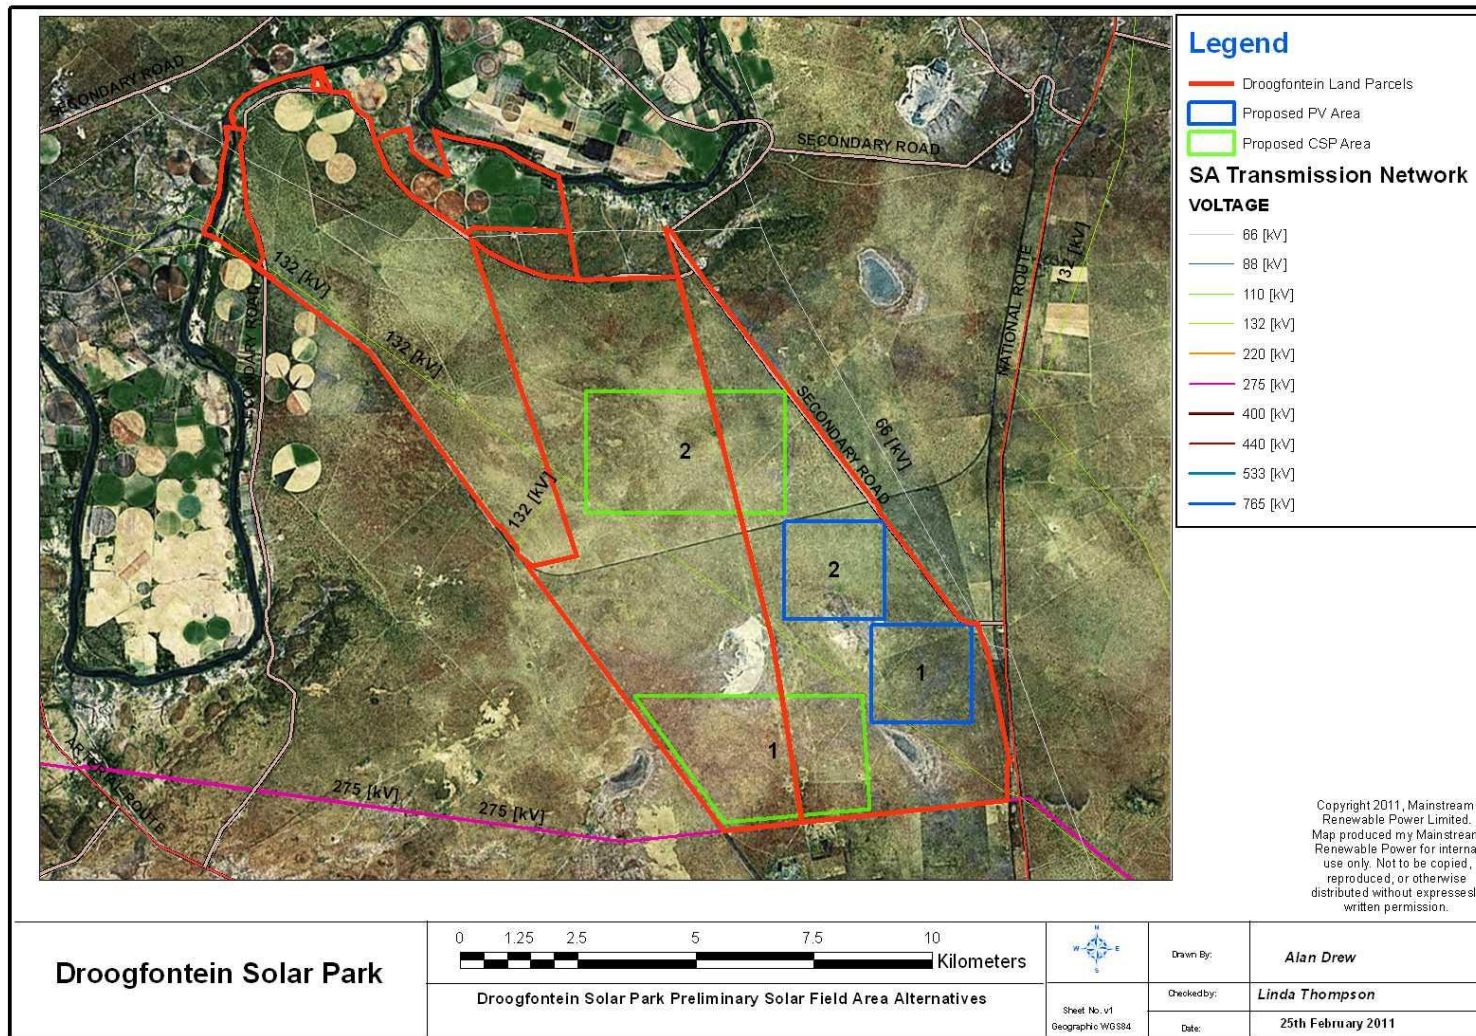 SECONDARY ROAD
SECONDARY ROAD
132 [kV]
132 [kV]
SECONDARY ROAD
NATIONAL ROUTE
132 [kV]
SECONDARY ROAD
66 [kV]
2
132 [kV]
2
1
1
275 [kV]
275 [kV]
Legend
Droogfontein Land Parcels
Proposed PV Area
Proposed CSP Area
SA Transmission Network
VOLTAGE
66 [kV]
88 [kV]
110 [kV]
132 [kV]
220 [kV]
275 [kV]
400 [kV]
440 [kV]
533 [kV]
765 [kV]
Copyright 2011, Mainstream
Renewable Power Limited.
Map produced my Mainstream
Renewable Power for interna
use only. Not to be copied,
reproduced, or otherwise
distributed without expressesl
written permission.
Droogfontein Solar Park
0 1.25 2.5 5 7.5 10
Kilometers
Droogfontein Solar Park Preliminary Solar Field Area Alternatives
N
W E
S
Sheet No. v1
Geographic WGS84
Drawn By: Alan Drew
Checked by: Linda Thompson
Date: 25th February 2011